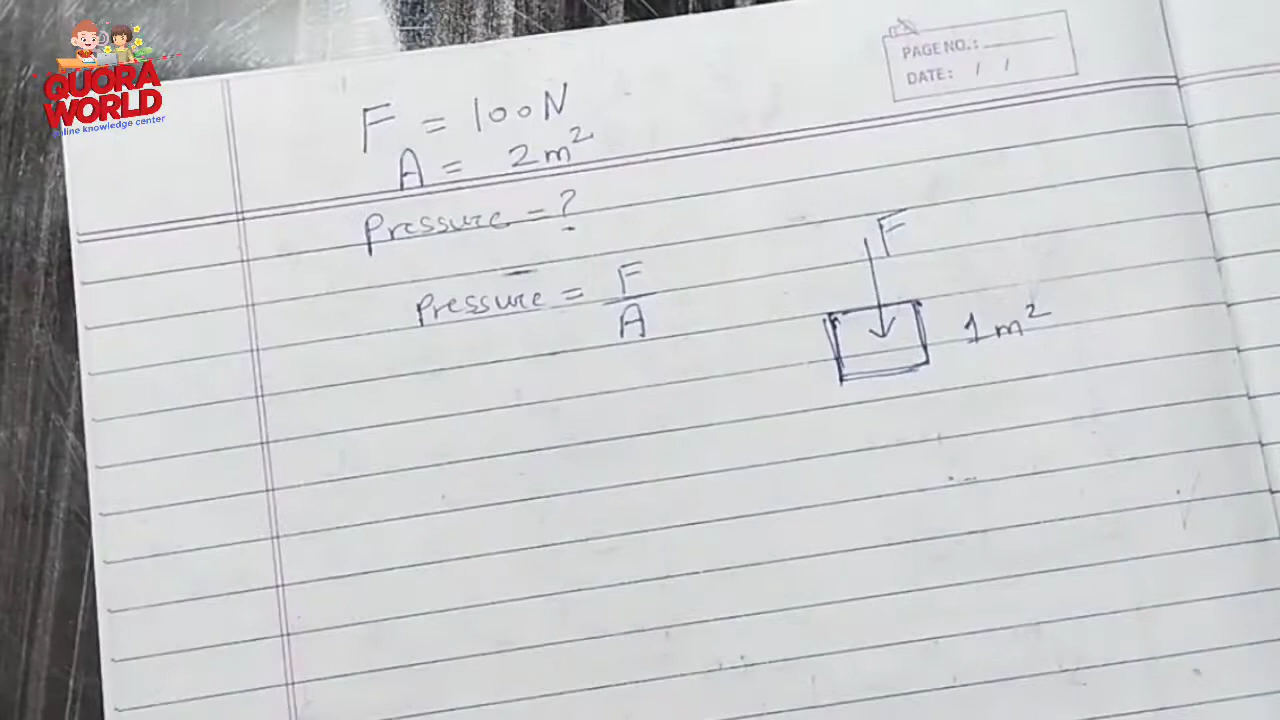 QUORA
WORLD
online knowledge center
PAGE NO.:
DATE: / /
F = 100N
A = 2m²
Pressure = ?
Pressure = F/A
F
1m²